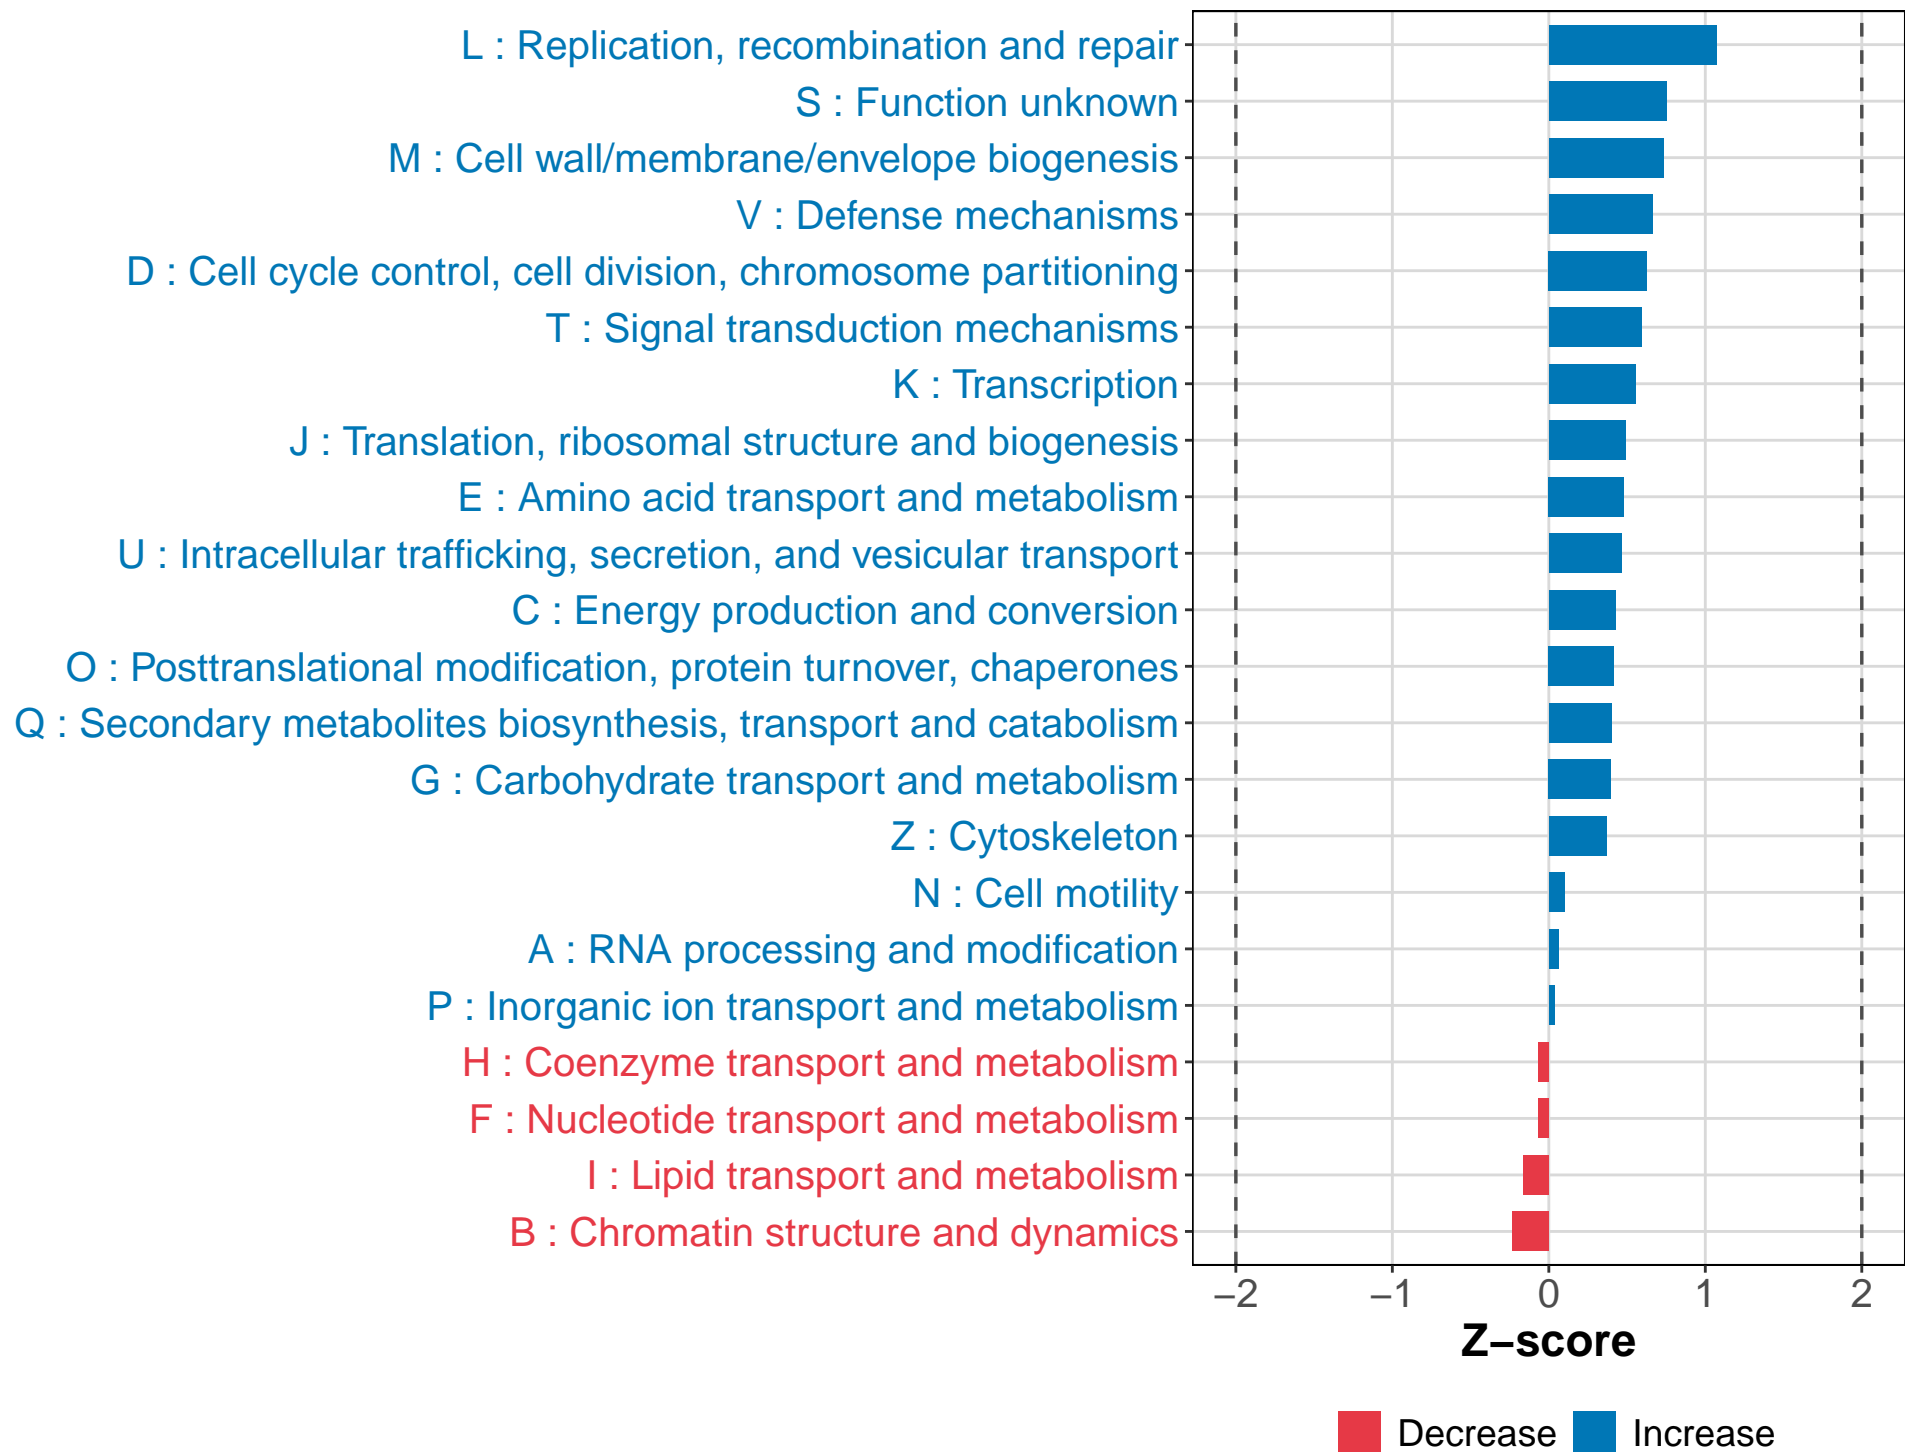 L : Replication, recombination and repair
S : Function unknown
M : Cell wall/membrane/envelope biogenesis
V : Defense mechanisms
D : Cell cycle control, cell division, chromosome partitioning
T : Signal transduction mechanisms
K : Transcription
J : Translation, ribosomal structure and biogenesis
E : Amino acid transport and metabolism
U : Intracellular trafficking, secretion, and vesicular transport
C : Energy production and conversion
O : Posttranslational modification, protein turnover, chaperones
Q : Secondary metabolites biosynthesis, transport and catabolism
G : Carbohydrate transport and metabolism
Z : Cytoskeleton
N : Cell motility
A : RNA processing and modification
P : Inorganic ion transport and metabolism
H : Coenzyme transport and metabolism
F : Nucleotide transport and metabolism
I : Lipid transport and metabolism
B : Chromatin structure and dynamics
−2 −1 0 1 2
Z−score
Decrease Increase